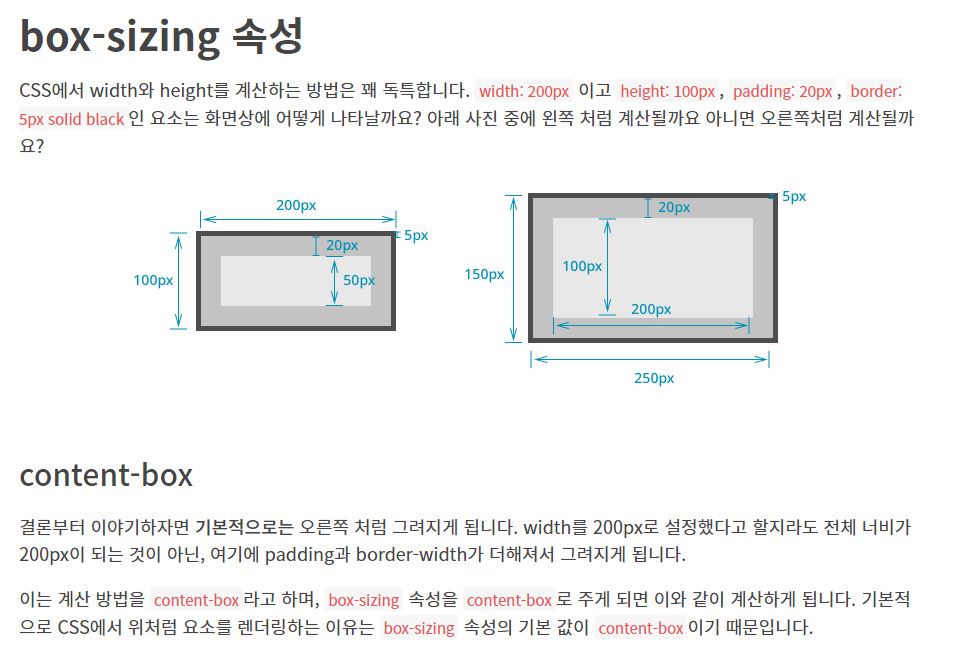 box-sizing 속성
CSS에서 width와 height를 계산하는 방법은 꽤 독특합니다. width: 200px 이고 height: 100px , padding: 20px , border:
5px solid black 인 요소는 화면상에 어떻게 나타날까요? 아래 사진 중에 왼쪽 처럼 계산될까요 아니면 오른쪽처럼 계산될까
요?
200px
5px
20px
100px
50px
5px
20px
100px
150px
200px
250px
content-box
결론부터 이야기하자면 기본적으로는 오른쪽 처럼 그려지게 됩니다. width를 200px로 설정했다고 할지라도 전체 너비가
200px이 되는 것이 아닌, 여기에 padding과 border-width가 더해져서 그려지게 됩니다.
이는 계산 방법을 content-box 라고 하며, box-sizing 속성을 content-box 로 주게 되면 이와 같이 계산하게 됩니다. 기본적
으로 CSS에서 위처럼 요소를 렌더링하는 이유는 box-sizing 속성의 기본 값이 content-box 이기 때문입니다.